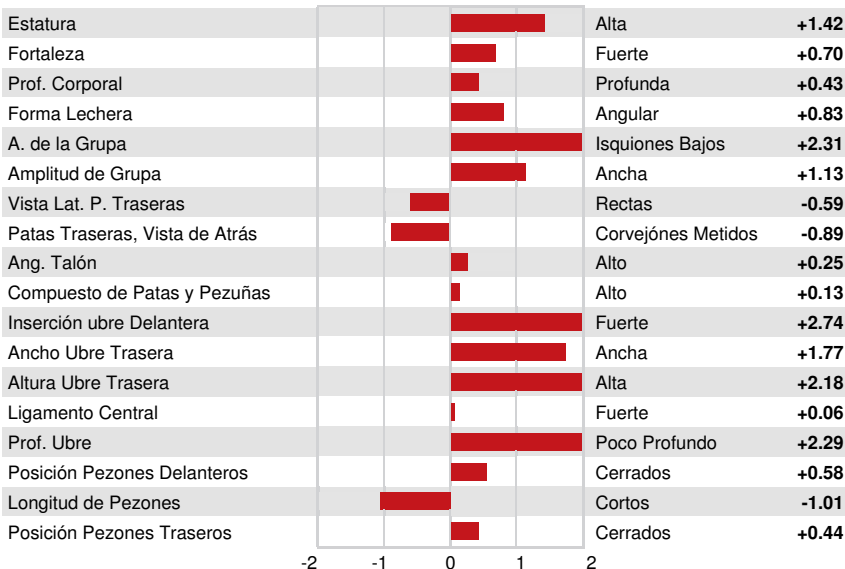 Estatura Alta +1.42
Fortaleza Fuerte +0.70
Prof. Corporal Profunda +0.43
Forma Lechera Angular +0.83
A. de la Grupa Isquiones Bajos +2.31
Amplitud de Grupa Ancha +1.13
Vista Lat. P. Traseras Rectas -0.59
Patas Traseras, Vista de Atrás Corvejónes Metidos -0.89
Ang. Talón Alto +0.25
Compuesto de Patas y Pezuñas Alto +0.13
Inserción ubre Delantera Fuerte +2.74
Ancho Ubre Trasera Ancha +1.77
Altura Ubre Trasera Alta +2.18
Ligamento Central Fuerte +0.06
Prof. Ubre Poco Profundo +2.29
Posición Pezones Delanteros Cerrados +0.58
Longitud de Pezones Cortos -1.01
Posición Pezones Traseros Cerrados +0.44
-2 -1 0 1 2